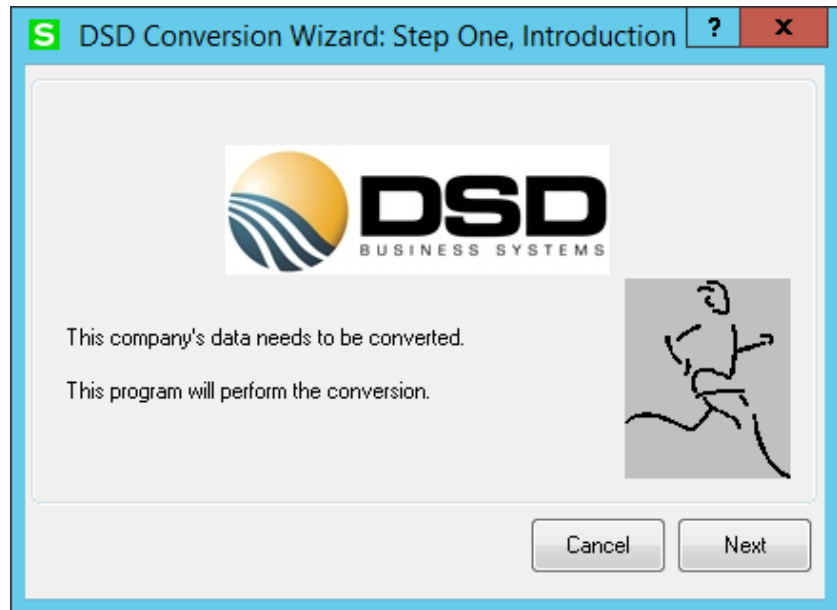 S DSD Conversion Wizard: Step One, Introduction ? x
DSD
BUSINESS SYSTEMS
This company's data needs to be converted.
This program will perform the conversion.
Cancel Next